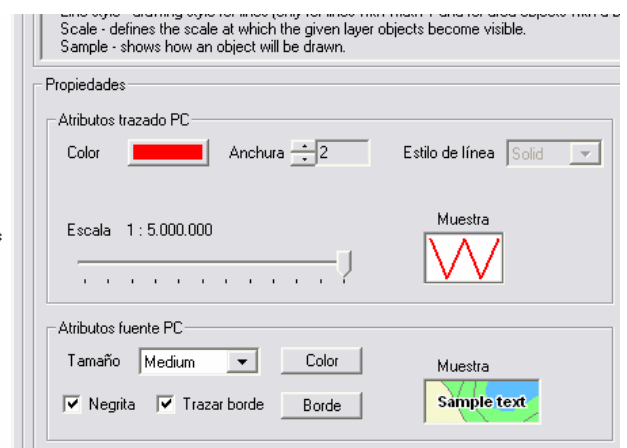 Scale - defines the scale at which the given layer objects become visible.
Sample - shows how an object will be drawn.
Propiedades
Atributos trazado PC
Color Anchura 2 Estilo de línea Solid
Muestra
Escala 1 : 5.000.000
Atributos fuente PC
Tamaño Medium Color Muestra
Negrita Trazar borde Borde Sample text